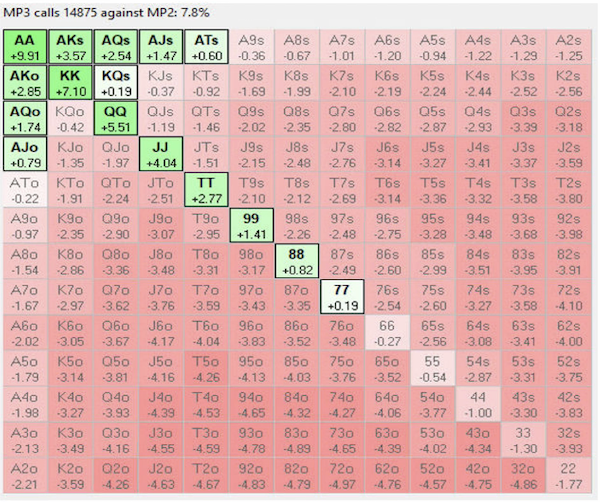 MP3 calls 14875 against MP2: 7.8%
AA AKs AQs AJs ATs A9s A8s A7s A6s A5s A4s A3s A2s
+9.91 +3.57 +2.54 +1.47 +0.60 -0.36 -0.67 -1.01 -1.20 -0.94 -1.22 -1.29 -1.25
AKo KK KQs KJs KTs K9s K8s K7s K6s K5s K4s K3s K2s
+2.85 +7.10 +0.19 -0.37 -0.92 -1.69 -1.99 -2.10 -2.19 -2.24 -2.44 -2.52 -2.56
AQo KQo QQ QJs QTs Q9s Q8s Q7s Q6s Q5s Q4s Q3s Q2s
+1.74 -0.42 +5.51 -1.19 -1.46 -2.02 -2.35 -2.80 -2.82 -2.87 -2.93 -3.39 -3.18
AJo KJo QJo JJ JTs J9s J8s J7s J6s J5s J4s J3s J2s
+0.79 -1.35 -1.97 +4.04 -1.51 -2.15 -2.48 -2.76 -3.14 -3.27 -3.41 -3.37 -3.59
ATo KTo QTo JTo TT T9s T8s T7s T6s T5s T4s T3s T2s
-0.22 -1.91 -2.24 -2.51 +2.77 -2.10 -2.12 -2.69 -3.14 -3.36 -3.32 -3.58 -3.80
A9o K9o Q9o J9o T9o 99 98s 97s 96s 95s 94s 93s 92s
-0.97 -2.35 -2.90 -3.07 -2.95 +1.41 -2.26 -2.48 -2.75 -3.28 -3.48 -3.68 -3.98
A8o K8o Q8o J8o T8o 98o 88 87s 86s 85s 84s 83s 82s
-1.54 -2.86 -3.36 -3.48 -3.31 -3.17 +0.82 -2.49 -2.60 -2.99 -3.51 -3.95 -3.91
A7o K7o Q7o J7o T7o 97o 87o 77 76s 75s 74s 73s 72s
-1.67 -2.97 -3.62 -3.76 -3.59 -3.43 -3.35 +0.19 -2.54 -2.60 -3.27 -3.58 -4.10
A6o K6o Q6o J6o T6o 96o 86o 76o 66 65s 64s 63s 62s
-2.02 -3.05 -3.67 -4.17 -4.04 -3.83 -3.52 -3.48 -0.27 -2.56 -3.08 -3.41 -4.00
A5o K5o Q5o J5o T5o 95o 85o 75o 65o 55 54s 53s 52s
-1.79 -3.14 -3.81 -4.16 -4.26 -4.13 -4.03 -3.76 -3.52 -0.54 -2.87 -3.31 -3.75
A4o K4o Q4o J4o T4o 94o 84o 74o 64o 54o 44 43s 42s
-1.98 -3.27 -3.93 -4.39 -4.53 -4.65 -4.32 -4.27 -4.06 -3.77 -1.00 -3.30 -3.83
A3o K3o Q3o J3o T3o 93o 83o 73o 63o 53o 43o 33 32s
-2.13 -3.49 -4.16 -4.55 -4.59 -4.78 -4.89 -4.65 -4.39 -4.02 -4.34 -1.30 -3.93
A2o K2o Q2o J2o T2o 92o 82o 72o 62o 52o 42o 32o 22
-2.21 -3.59 -4.26 -4.63 -4.67 -4.83 -4.79 -4.97 -4.76 -4.57 -4.75 -4.86 -1.77